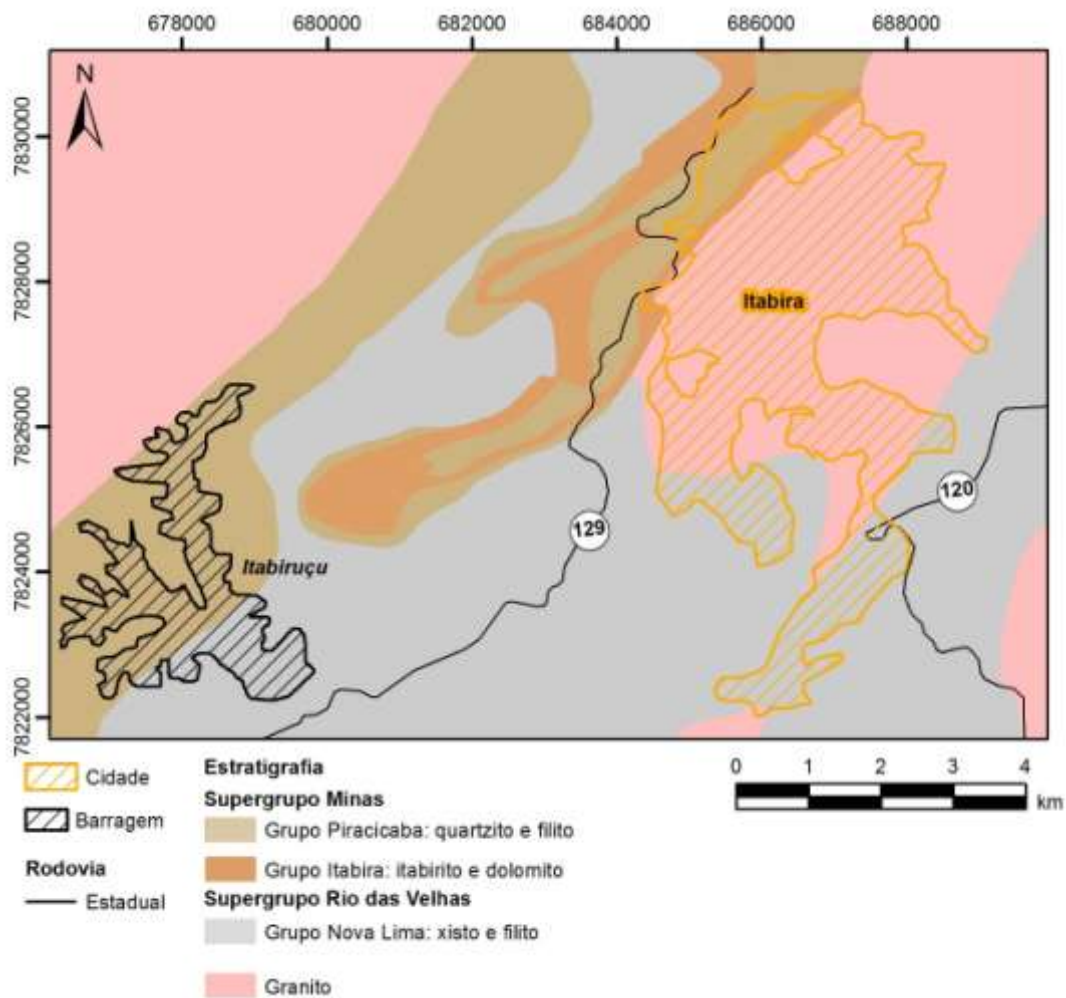 678000 680000 682000 684000 686000 688000
N
7830000
7828000
7826000
7824000
7822000
Itabira
Itabiruçu
129
120
Cidade
Barragem
Rodovia
Estadual
Estratigrafia
Supergrupo Minas
Grupo Piracicaba: quartzito e filito
Grupo Itabira: itabirito e dolomito
Supergrupo Rio das Velhas
Grupo Nova Lima: xisto e filito
Granito
0 1 2 3 4
km